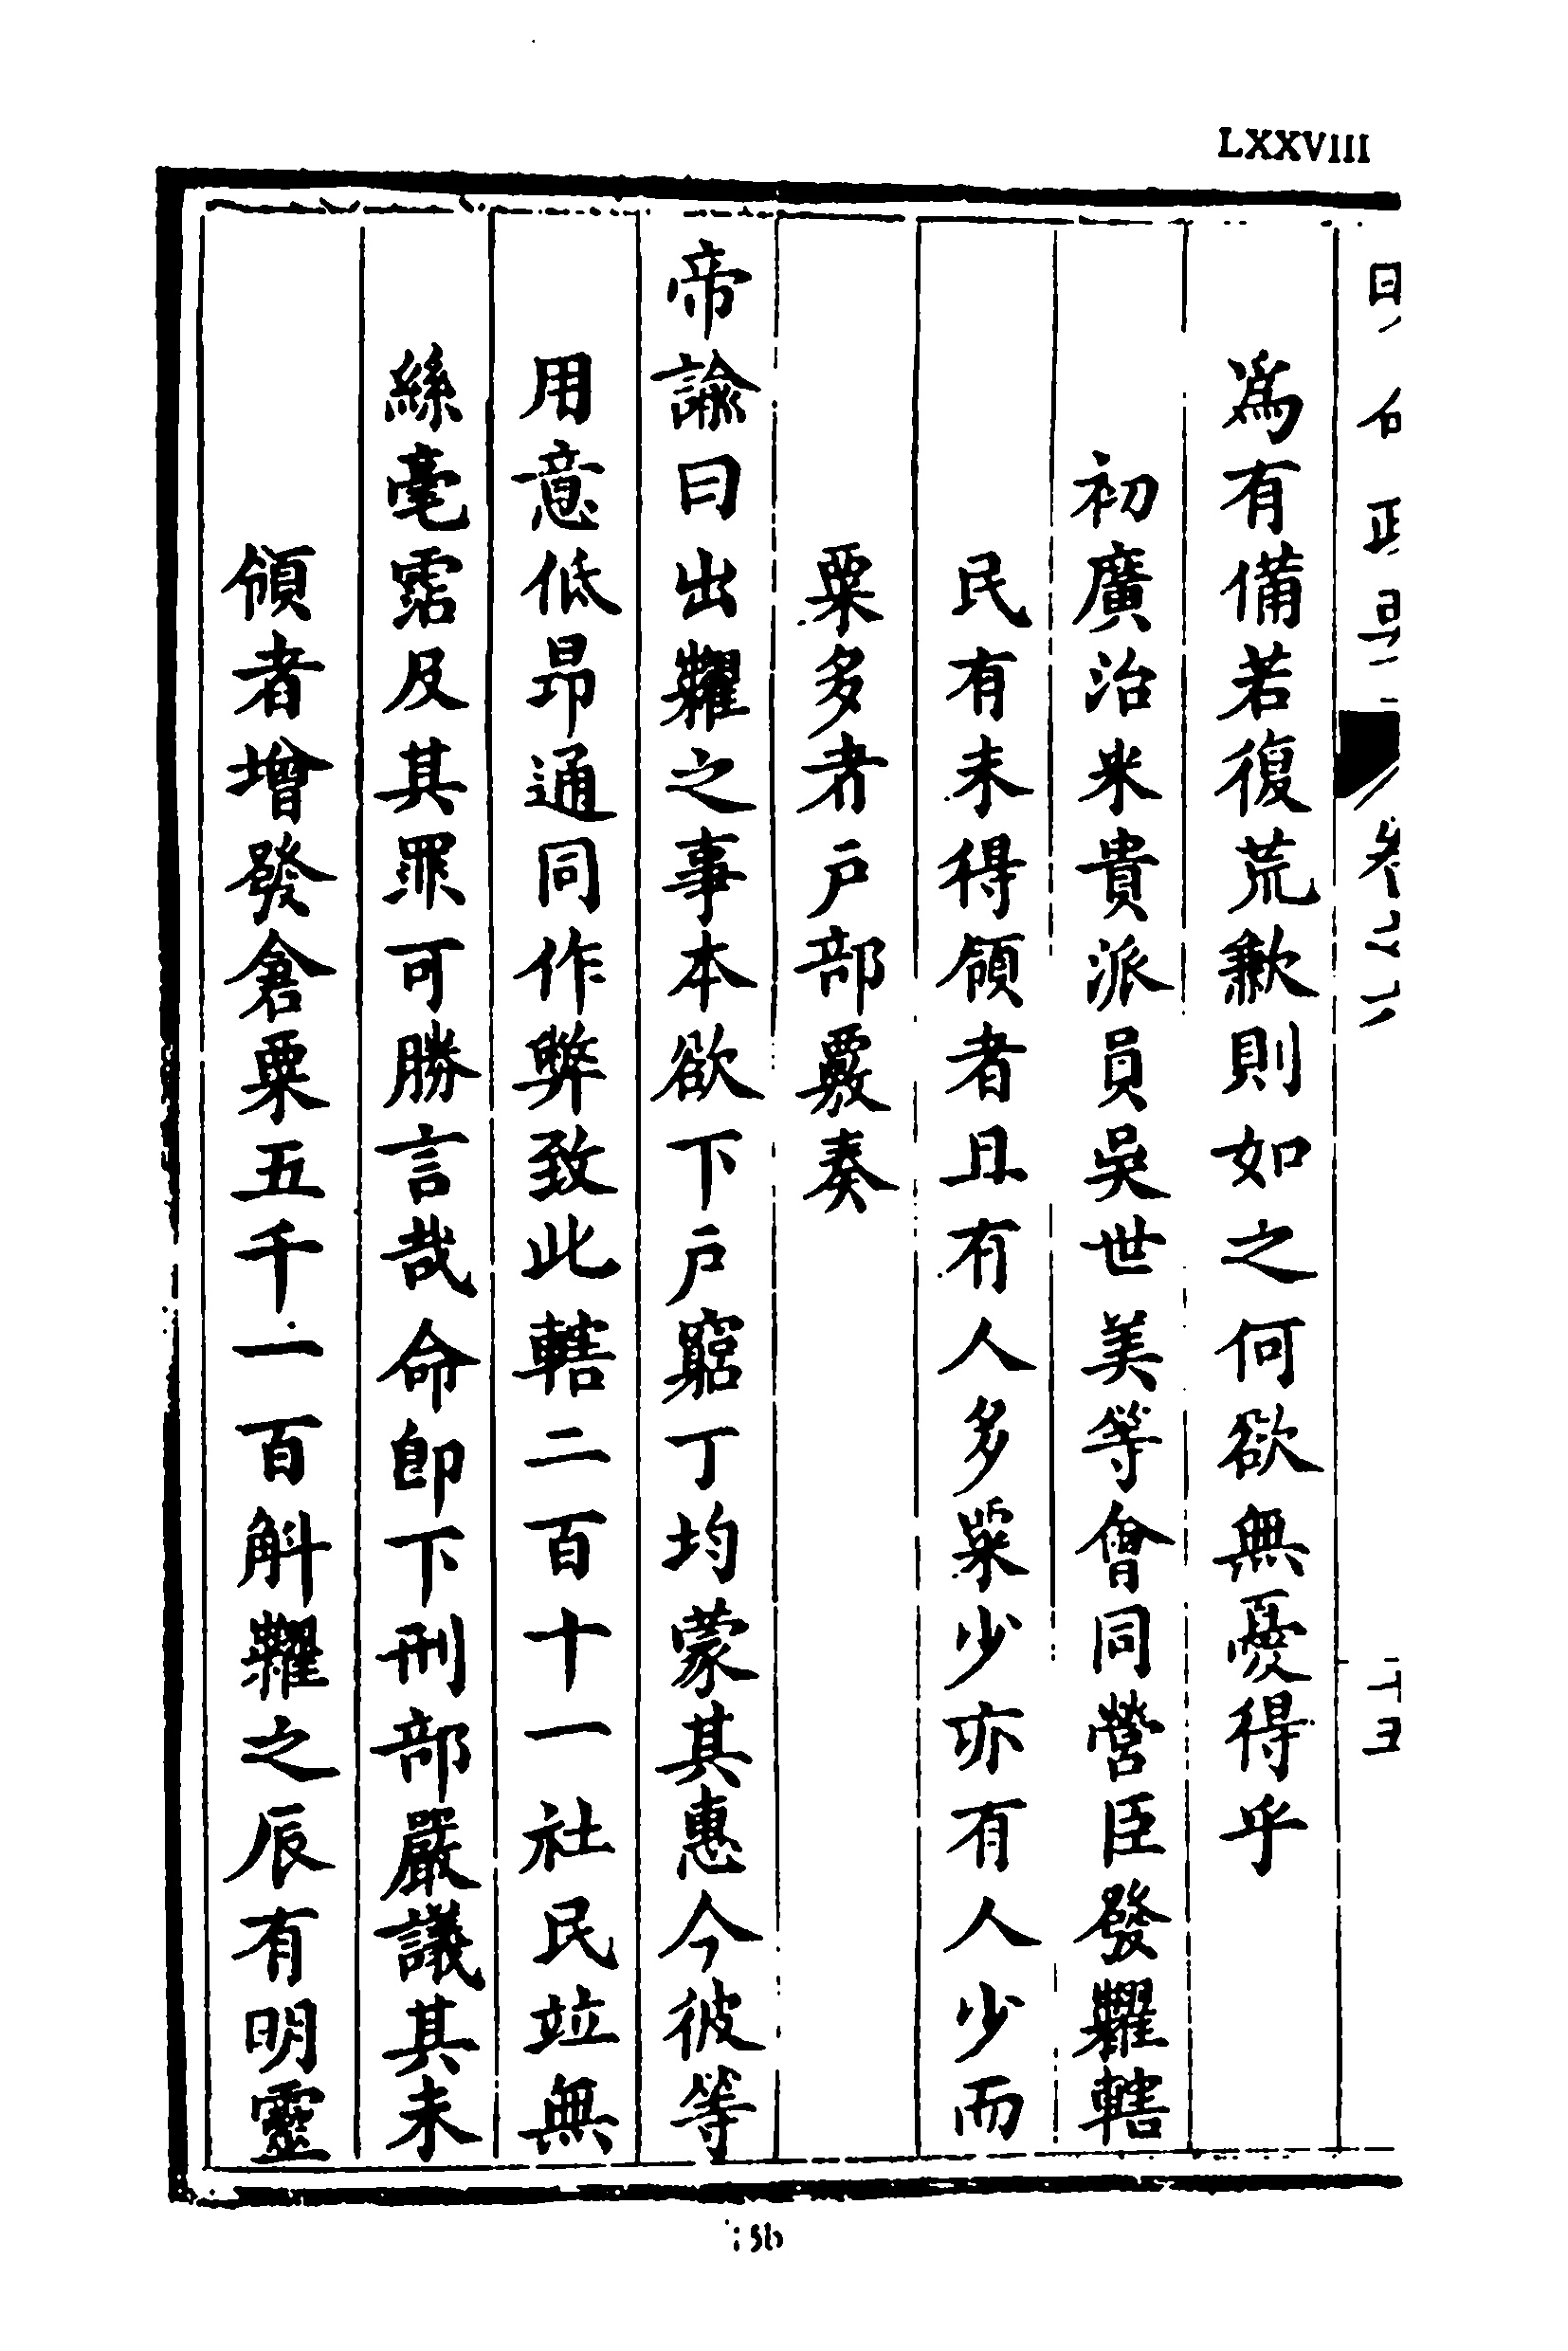 LXXVIII
爲有備若復荒歉則如之何欲無憂得乎
初廣治米貴派員吳世美等會同營臣發糶轄
民有未得領者且有人多粟少亦有人少而
粟多者户部覈奏
帝諭曰出糶之事本欲下户窮丁均蒙其惠今彼等
用意低昂通同作弊致此轄二百十一社民竝無
絲毫霑及其罪可勝言哉命卽下刑部嚴議其未
領者增發倉粟五千一百斛糶之辰有明靈
15b